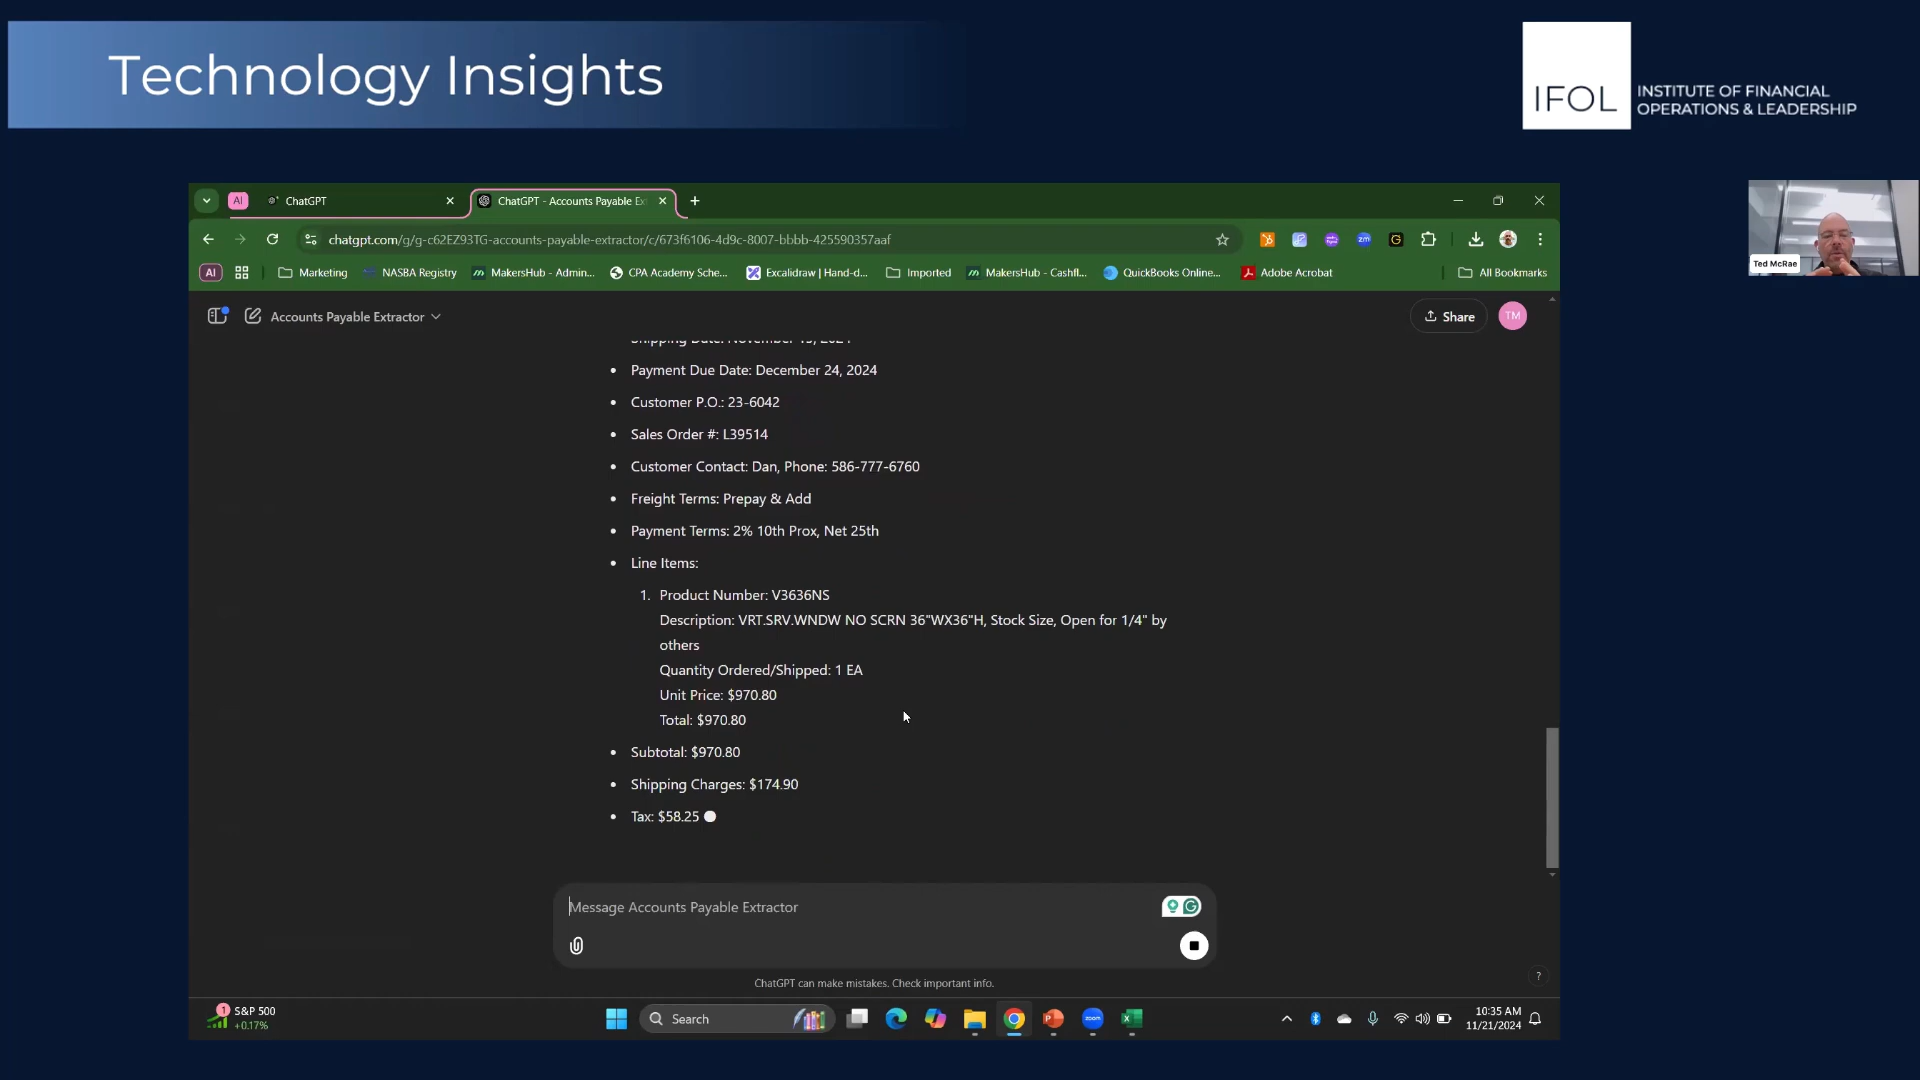 Technology Insights
IFOL
INSTITUTE OF FINANCIAL
OPERATIONS & LEADERSHIP
AI
ChatGPT
ChatGPT - Accounts Payable Ex
chatgpt.com/g/g-c62EZ93TG-accounts-payable-extractor/c/673f6106-4d9c-8007-bbbb-425590357aaf
AI
Marketing
NASBA Registry
MakersHub - Admin...
CPA Academy Sche...
Excalidraw | Hand-d...
Imported
MakersHub - Cashfl...
QuickBooks Online...
Adobe Acrobat
All Bookmarks
Ted McRae
Accounts Payable Extractor
Share
TM
• Payment Due Date: December 24, 2024
• Customer P.O.: 23-6042
• Sales Order #: L39514
• Customer Contact: Dan, Phone: 586-777-6760
• Freight Terms: Prepay & Add
• Payment Terms: 2% 10th Prox, Net 25th
• Line Items:
1. Product Number: V3636NS
Description: VRT.SRV.WNDW NO SCRN 36"WX36"H, Stock Size, Open for 1/4" by
others
Quantity Ordered/Shipped: 1 EA
Unit Price: $970.80
Total: $970.80
• Subtotal: $970.80
• Shipping Charges: $174.90
• Tax: $58.25
Message Accounts Payable Extractor
ChatGPT can make mistakes. Check important info.
?
1
S&P 500
+0.17%
Search
zoom
10:35 AM
11/21/2024